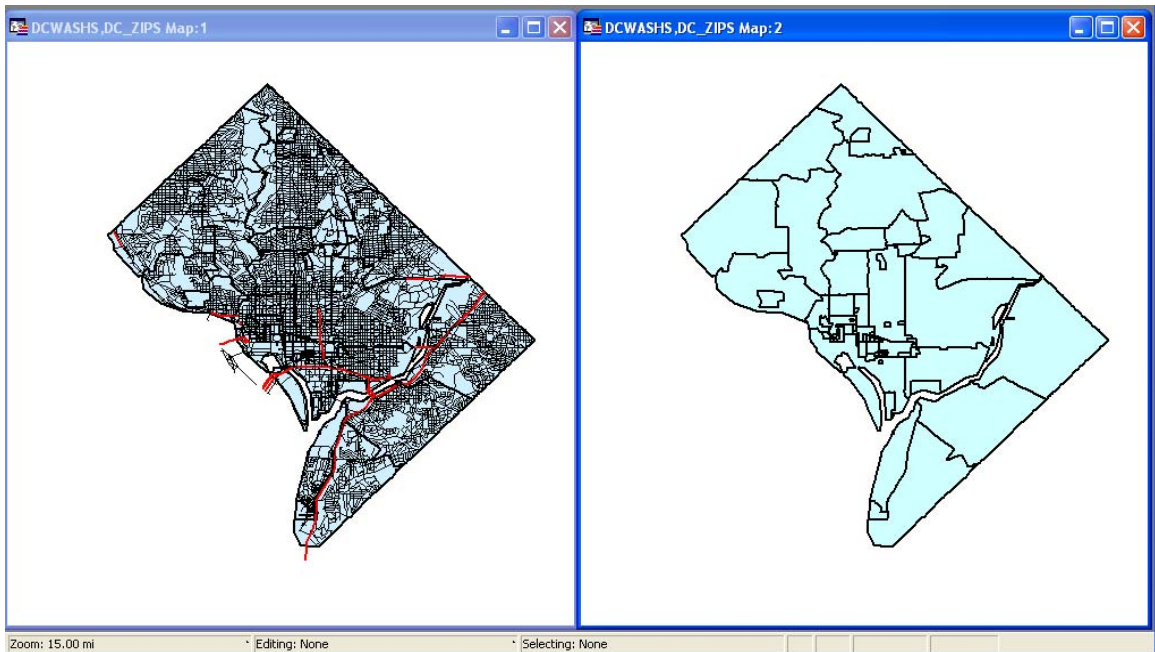 DCWASHS,DC_ZIPS Map:1
DCWASHS,DC_ZIPS Map:2
Zoom: 15.00 mi
Editing: None
Selecting: None